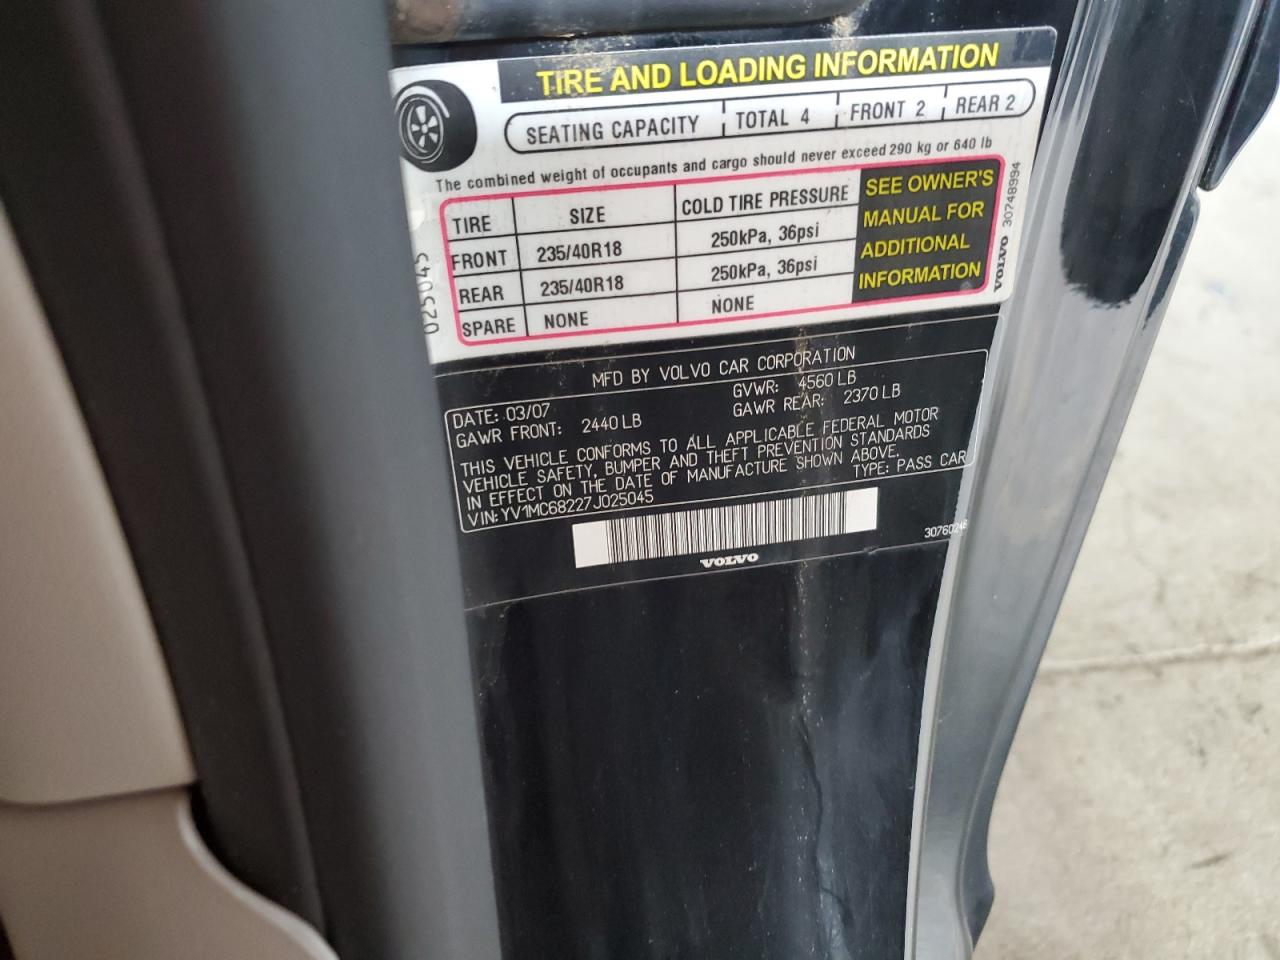 TIRE AND LOADING INFORMATION
SEATING CAPACITY TOTAL 4 FRONT 2 REAR 2
The combined weight of occupants and cargo should never exceed 290 kg or 640 lb
TIRE SIZE COLD TIRE PRESSURE
FRONT 235/40R18 250kPa, 36psi
REAR 235/40R18 250kPa, 36psi
SPARE NONE NONE
SEE OWNER'S
MANUAL FOR
ADDITIONAL
INFORMATION
VOLVO 30748994
025045
MFD BY VOLVO CAR CORPORATION
DATE: 03/07 GVWR: 4560 LB
GAWR FRONT: 2440 LB GAWR REAR: 2370 LB
THIS VEHICLE CONFORMS TO ALL APPLICABLE FEDERAL MOTOR
VEHICLE SAFETY, BUMPER AND THEFT PREVENTION STANDARDS
IN EFFECT ON THE DATE OF MANUFACTURE SHOWN ABOVE.
VIN: YV1MC68227J025045 TYPE: PASS CAR
30760248
VOLVO